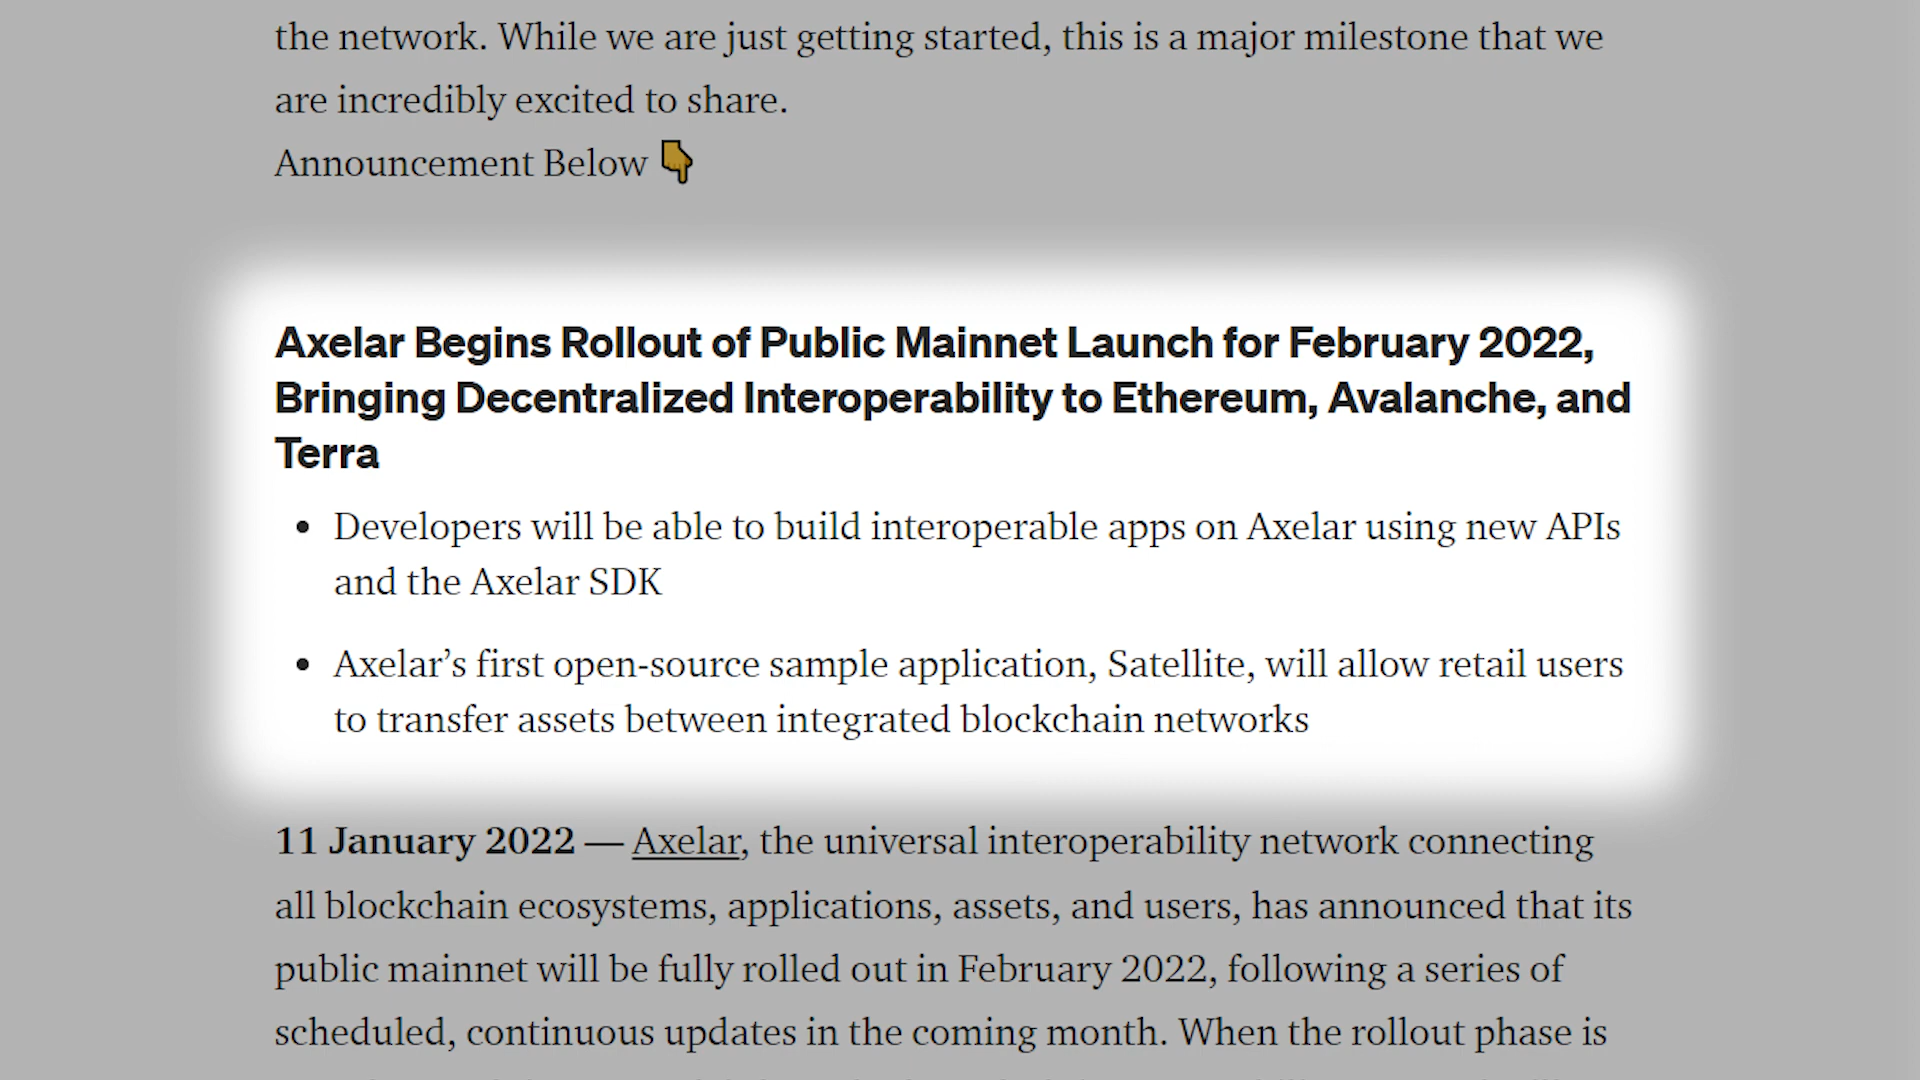 the network. While we are just getting started, this is a major milestone that we
are incredibly excited to share.
Announcement Below 👇
Axelar Begins Rollout of Public Mainnet Launch for February 2022,
Bringing Decentralized Interoperability to Ethereum, Avalanche, and
Terra
• Developers will be able to build interoperable apps on Axelar using new APIs
and the Axelar SDK
• Axelar’s first open-source sample application, Satellite, will allow retail users
to transfer assets between integrated blockchain networks
11 January 2022 — Axelar, the universal interoperability network connecting
all blockchain ecosystems, applications, assets, and users, has announced that its
public mainnet will be fully rolled out in February 2022, following a series of
scheduled, continuous updates in the coming month. When the rollout phase is